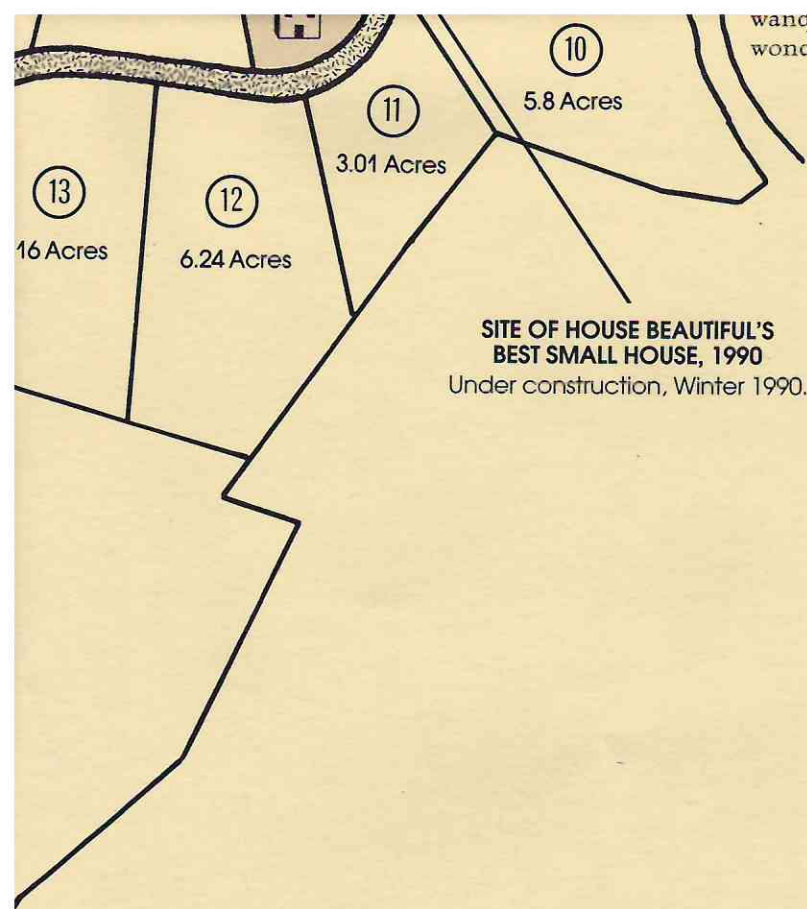 10
5.8 Acres
11
3.01 Acres
12
6.24 Acres
13
16 Acres
SITE OF HOUSE BEAUTIFUL'S
BEST SMALL HOUSE, 1990
Under construction, Winter 1990.